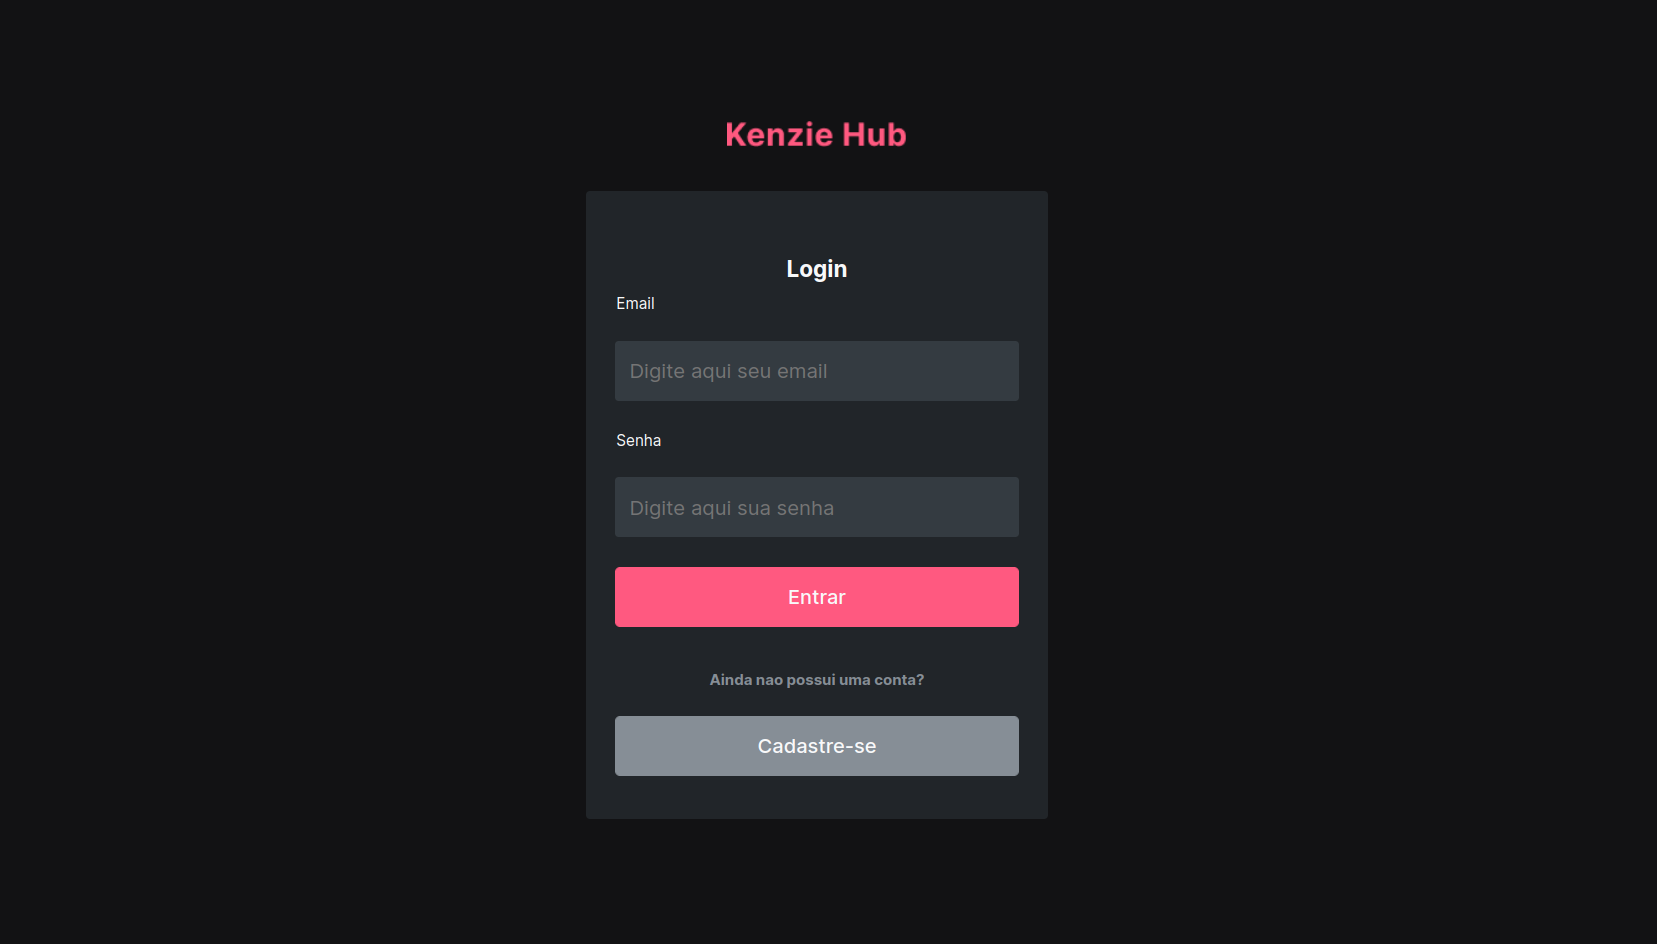 Kenzie Hub
Login
Email
Digite aqui seu email
Senha
Digite aqui sua senha
Entrar
Ainda nao possui uma conta?
Cadastre-se